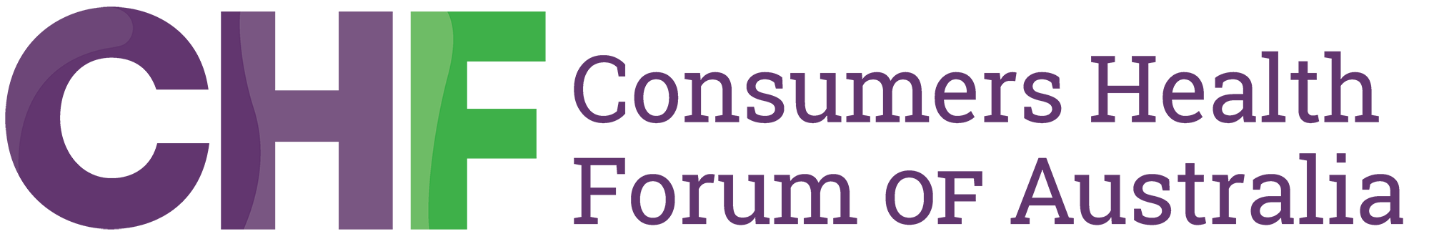 CHF
Consumers Health
Forum OF Australia